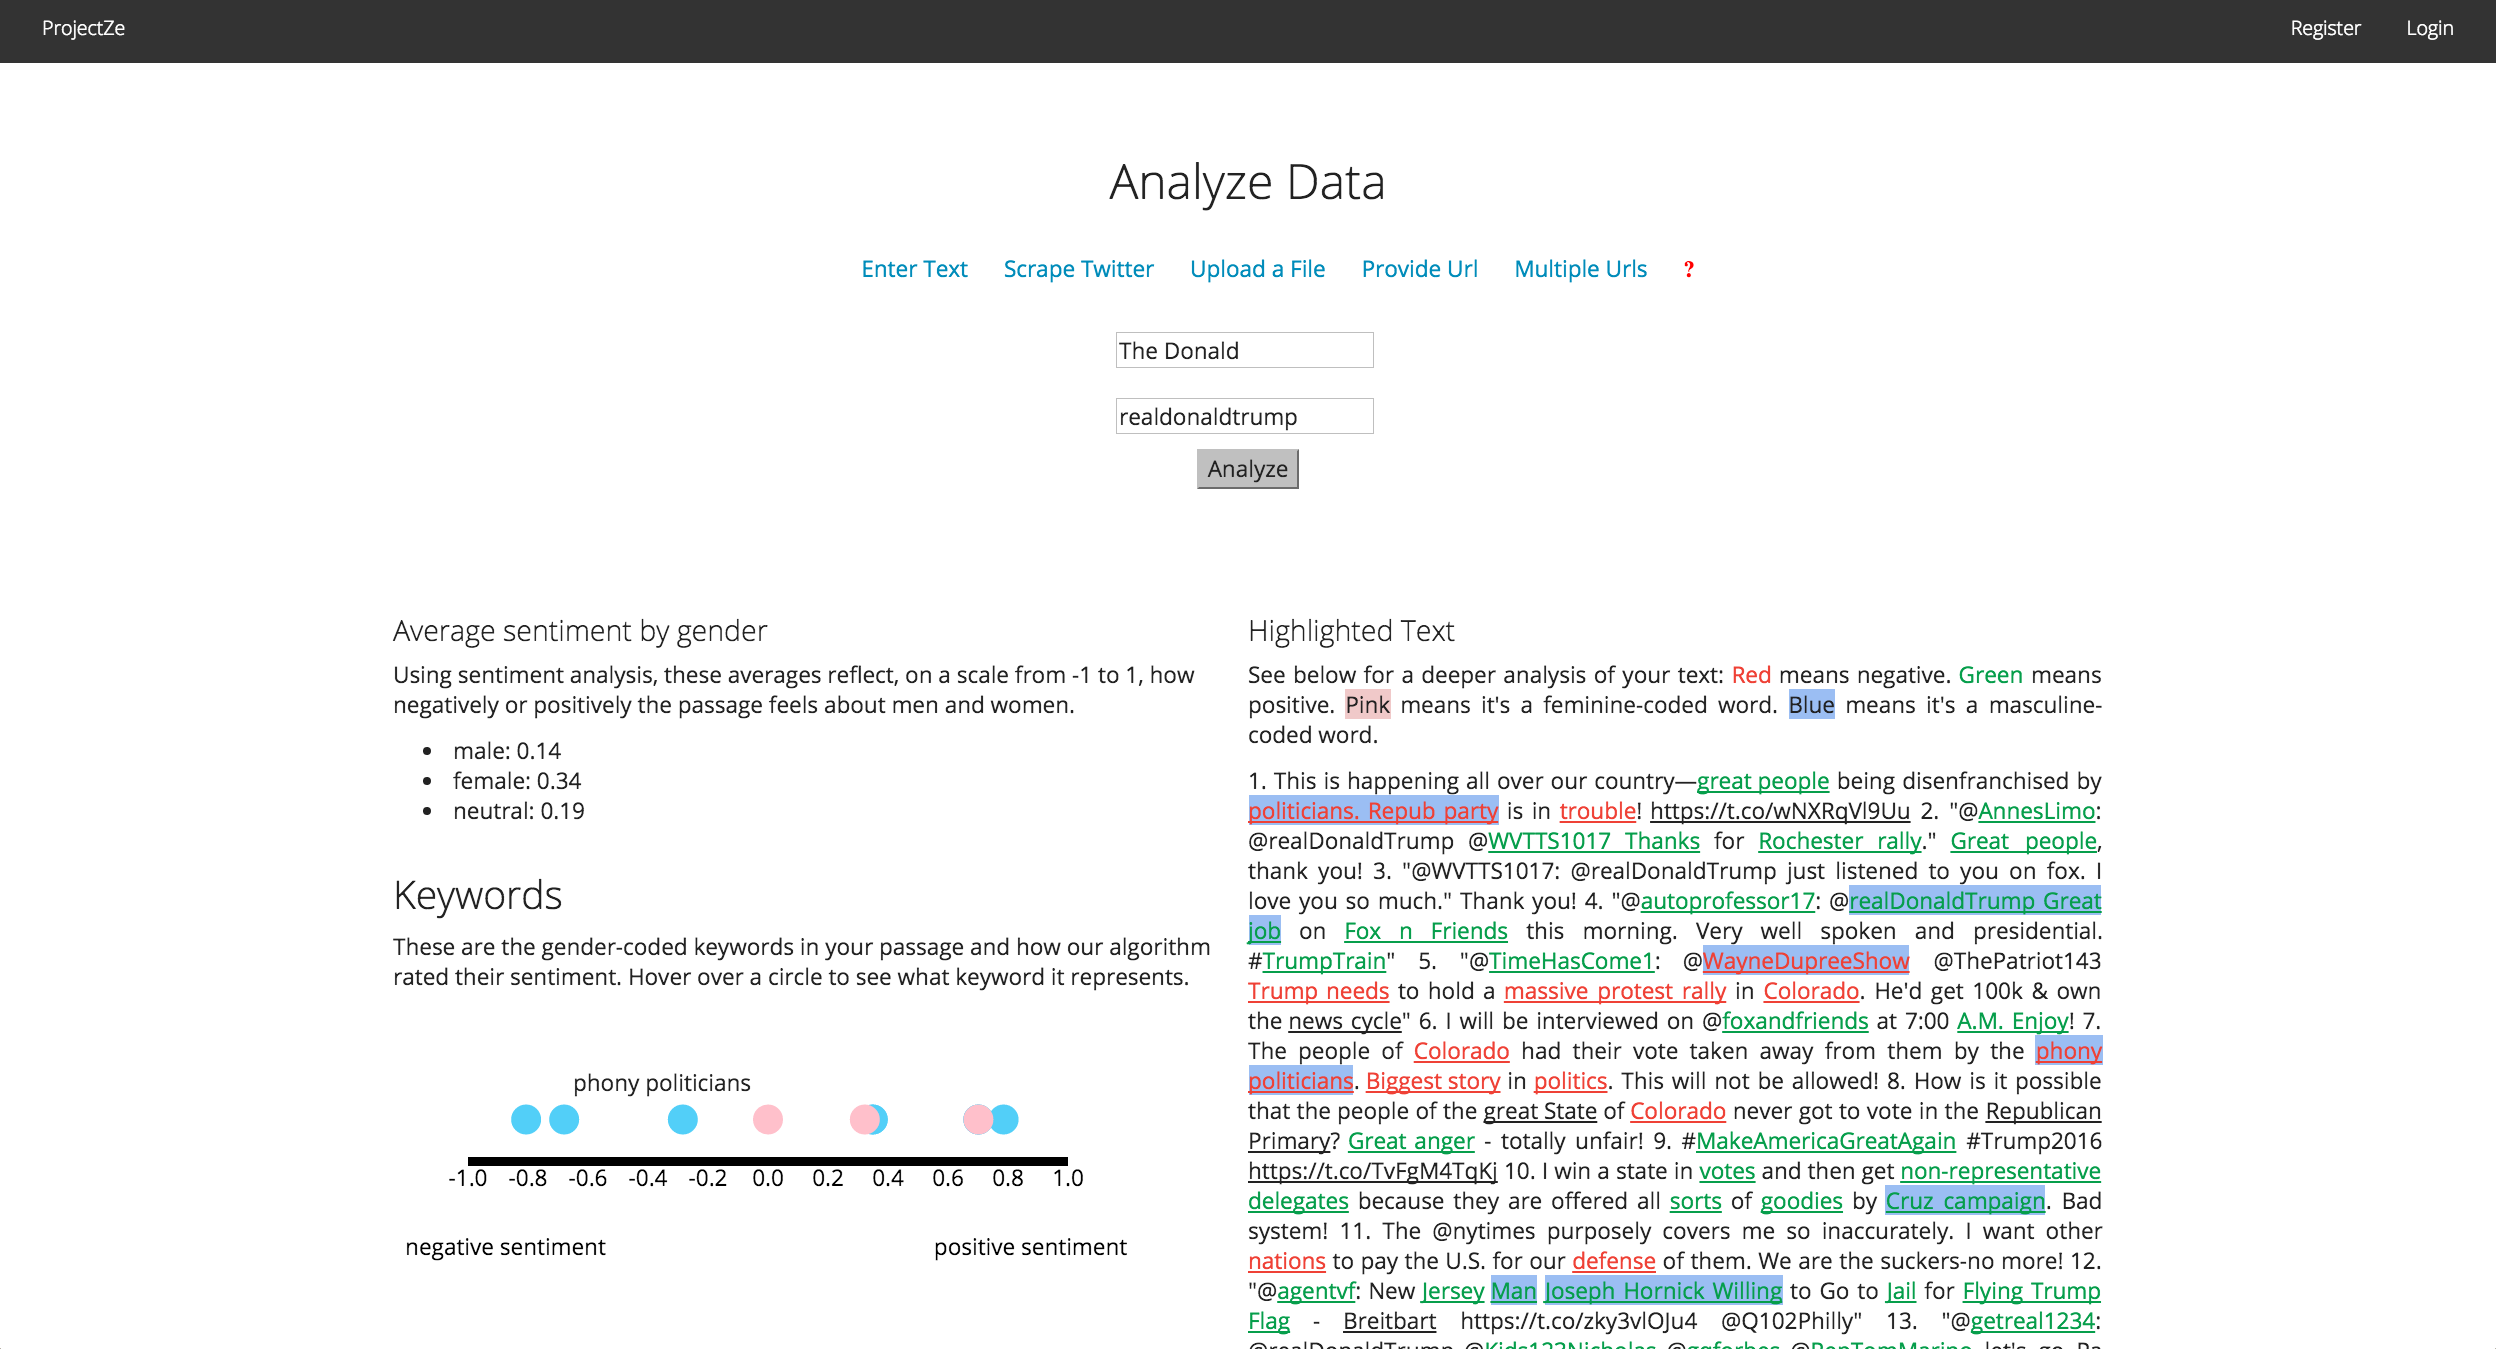 ProjectZe
Register
Login
Analyze Data
Enter Text
Scrape Twitter
Upload a File
Provide Url
Multiple Urls
?
The Donald
realdonaldtrump
Analyze
Average sentiment by gender
Using sentiment analysis, these averages reflect, on a scale from -1 to 1, how
negatively or positively the passage feels about men and women.
male: 0.14
female: 0.34
neutral: 0.19
Keywords
These are the gender-coded keywords in your passage and how our algorithm
rated their sentiment. Hover over a circle to see what keyword it represents.
phony politicians
-1.0 -0.8 -0.6 -0.4 -0.2 0.0 0.2 0.4 0.6 0.8 1.0
negative sentiment
positive sentiment
Highlighted Text
See below for a deeper analysis of your text: Red means negative. Green means
positive. Pink means it's a feminine-coded word. Blue means it's a masculine-
coded word.
1. This is happening all over our country—great people being disenfranchised by
politicians. Repub party is in trouble! https://t.co/wNXRqVl9Uu 2. "@AnnesLimo:
@realDonaldTrump @WVTTS1017 Thanks for Rochester rally." Great people,
thank you! 3. "@WVTTS1017: @realDonaldTrump just listened to you on fox. I
love you so much." Thank you! 4. "@autoprofessor17: @realDonaldTrump Great
job on Fox n Friends this morning. Very well spoken and presidential.
#TrumpTrain" 5. "@TimeHasCome1: @WayneDupreeShow @ThePatriot143
Trump needs to hold a massive protest rally in Colorado. He'd get 100k & own
the news cycle" 6. I will be interviewed on @foxandfriends at 7:00 A.M. Enjoy! 7.
The people of Colorado had their vote taken away from them by the phony
politicians. Biggest story in politics. This will not be allowed! 8. How is it possible
that the people of the great State of Colorado never got to vote in the Republican
Primary? Great anger - totally unfair! 9. #MakeAmericaGreatAgain #Trump2016
https://t.co/TvFgM4TqKj 10. I win a state in votes and then get non-representative
delegates because they are offered all sorts of goodies by Cruz campaign. Bad
system! 11. The @nytimes purposely covers me so inaccurately. I want other
nations to pay the U.S. for our defense of them. We are the suckers-no more! 12.
"@agentvf: New Jersey Man Joseph Hornick Willing to Go to Jail for Flying Trump
Flag - Breitbart https://t.co/zky3vlOJu4 @Q102Philly" 13. "@getreal1234:
@realDonaldTrump @Kids123Nicholas @gqforbes @RepTomMarino let's go Pa